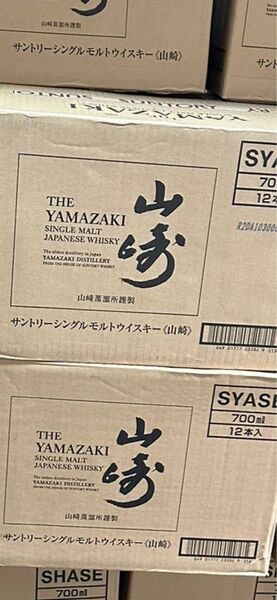 山崎蒸溜所謹製
サントリーシングルモルトウイスキー《山崎》
THE
YAMAZAKI
SINGLE MALT
JAPANESE WHISKY
The oldest distillery in Japan
YAMAZAKI DISTILLERY
FROM THE HOUSE OF SUNTORY WHISKY
山崎
山崎蒸溜所謹製
サントリーシングルモルトウイスキー《山崎》
SYA
70
12本
THE
YAMAZAKI
SINGLE MALT
JAPANESE WHISKY
The oldest distillery in Japan
YAMAZAKI DISTILLERY
FROM THE HOUSE OF SUNTORY WHISKY
山崎
山崎蒸溜所謹製
サントリーシングルモルトウイスキー《山崎》
SYASE
700ml
12本入
SHASE
700ml